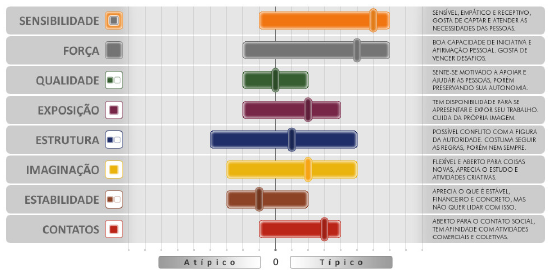 SENSIBILIDADE
SENSÍVEL, EMPÁTICO E RECEPTIVO,
GOSTA DE CAPTAR E ATENDER AS
NECESSIDADES DAS PESSOAS.
FORÇA
BOA CAPACIDADE DE INICIATIVA E
AFIRMAÇÃO PESSOAL. GOSTA DE
VENCER DESAFIOS.
QUALIDADE
SENTE-SE MOTIVADO A APOIAR E
AJUDAR AS PESSOAS, PORÉM
PRESERVANDO SUA AUTONOMIA.
EXPOSIÇÃO
TEM DISPONIBILIDADE PARA SE
APRESENTAR E EXPOR SEU TRABALHO.
CUIDA DA PRÓPRIA IMAGEM.
ESTRUTURA
POSSÍVEL CONFLITO COM A FIGURA
DA AUTORIDADE. COSTUMA SEGUIR
AS REGRAS, PORÉM NEM SEMPRE.
IMAGINAÇÃO
FLEXÍVEL E ABERTO PARA COISAS
NOVAS, APRECIA O ESTUDO E
ATIVIDADES CRIATIVAS.
ESTABILIDADE
APRECIA O QUE É ESTÁVEL,
FINANCEIRO E CONCRETO, MAS
NÃO QUER LIDAR COM ISSO.
CONTATOS
ABERTO PARA O CONTATO SOCIAL,
TEM AFINIDADE COM ATIVIDADES
COMERCIAIS E COLETIVAS.
Atípico 0 Típico